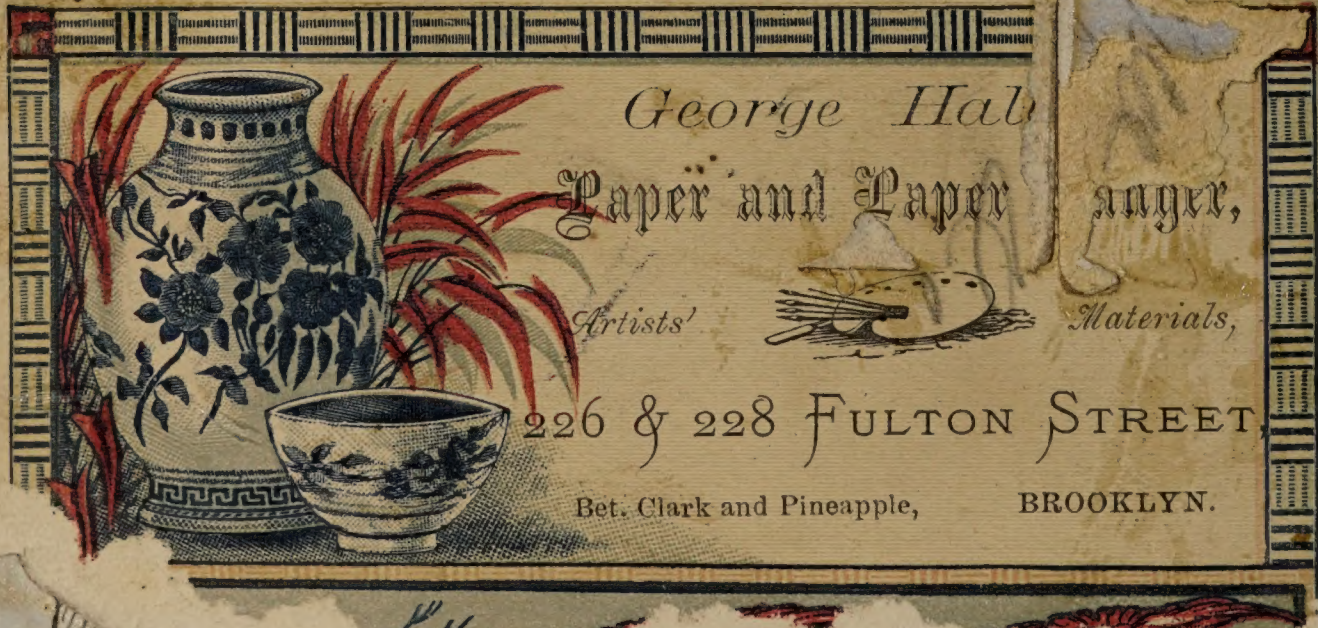 George Hal
Paper and Paper anger,
Artists' Materials,
226 & 228 FULTON STREET,
Bet. Clark and Pineapple, BROOKLYN.